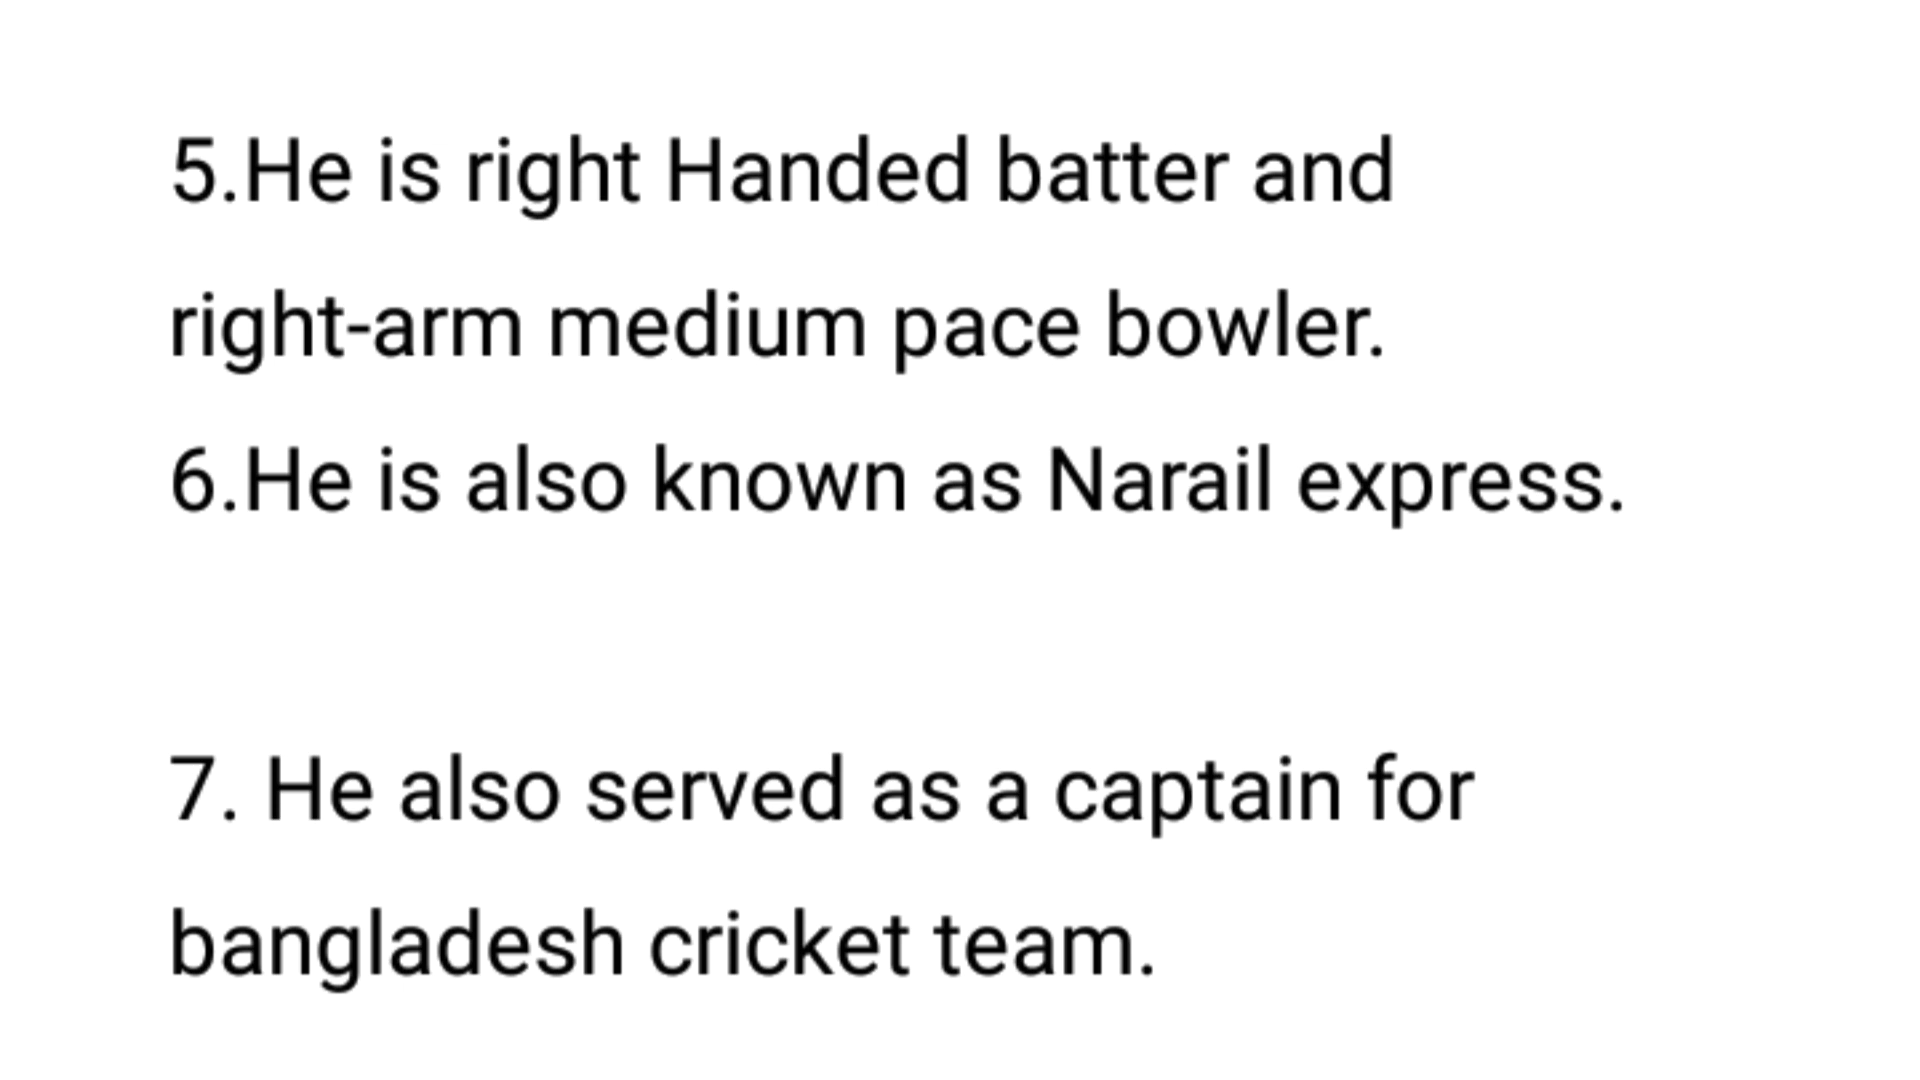 5.He is right Handed batter and
right-arm medium pace bowler.
6.He is also known as Narail express.
7. He also served as a captain for
bangladesh cricket team.